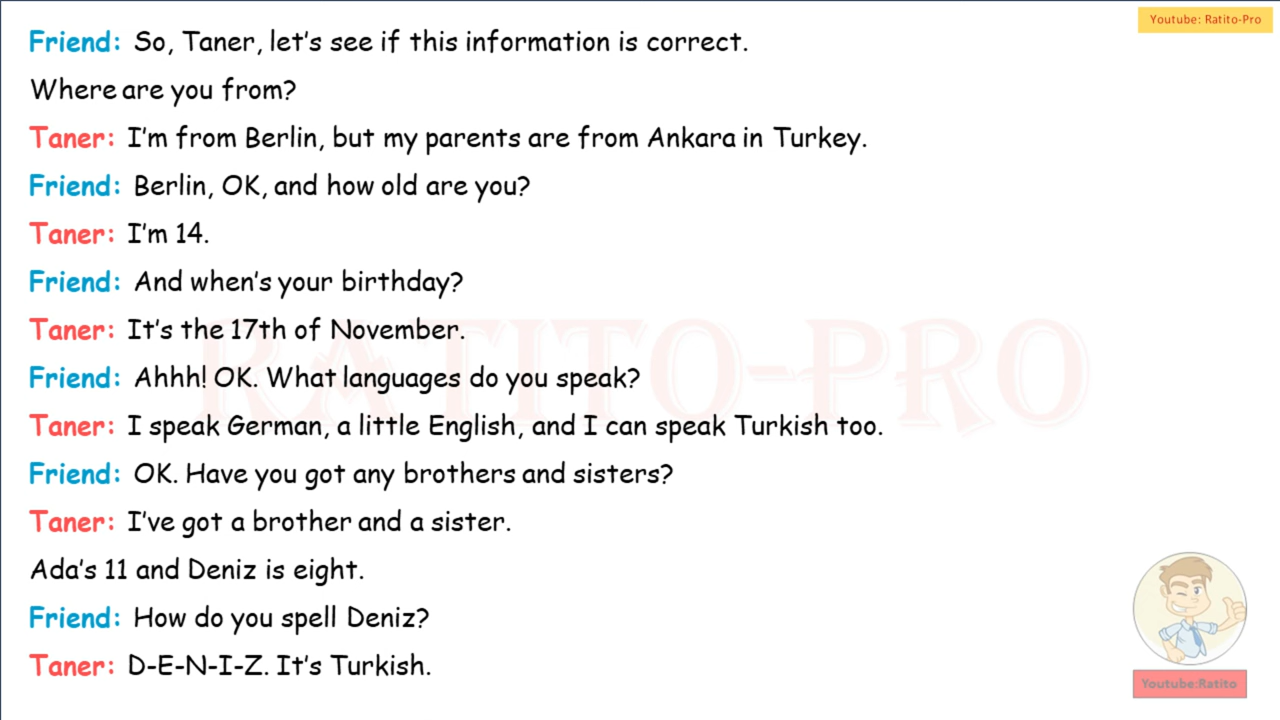 Youtube: Ratito-Pro
Friend: So, Taner, let's see if this information is correct.
Where are you from?
Taner: I'm from Berlin, but my parents are from Ankara in Turkey.
Friend: Berlin, OK, and how old are you?
Taner: I'm 14.
Friend: And when's your birthday?
Taner: It's the 17th of November.
RATITO-PRO
Friend: Ahhh! OK. What languages do you speak?
Taner: I speak German, a little English, and I can speak Turkish too.
Friend: OK. Have you got any brothers and sisters?
Taner: I've got a brother and a sister.
Ada's 11 and Deniz is eight.
Friend: How do you spell Deniz?
Taner: D-E-N-I-Z. It's Turkish.
Youtube:Ratito